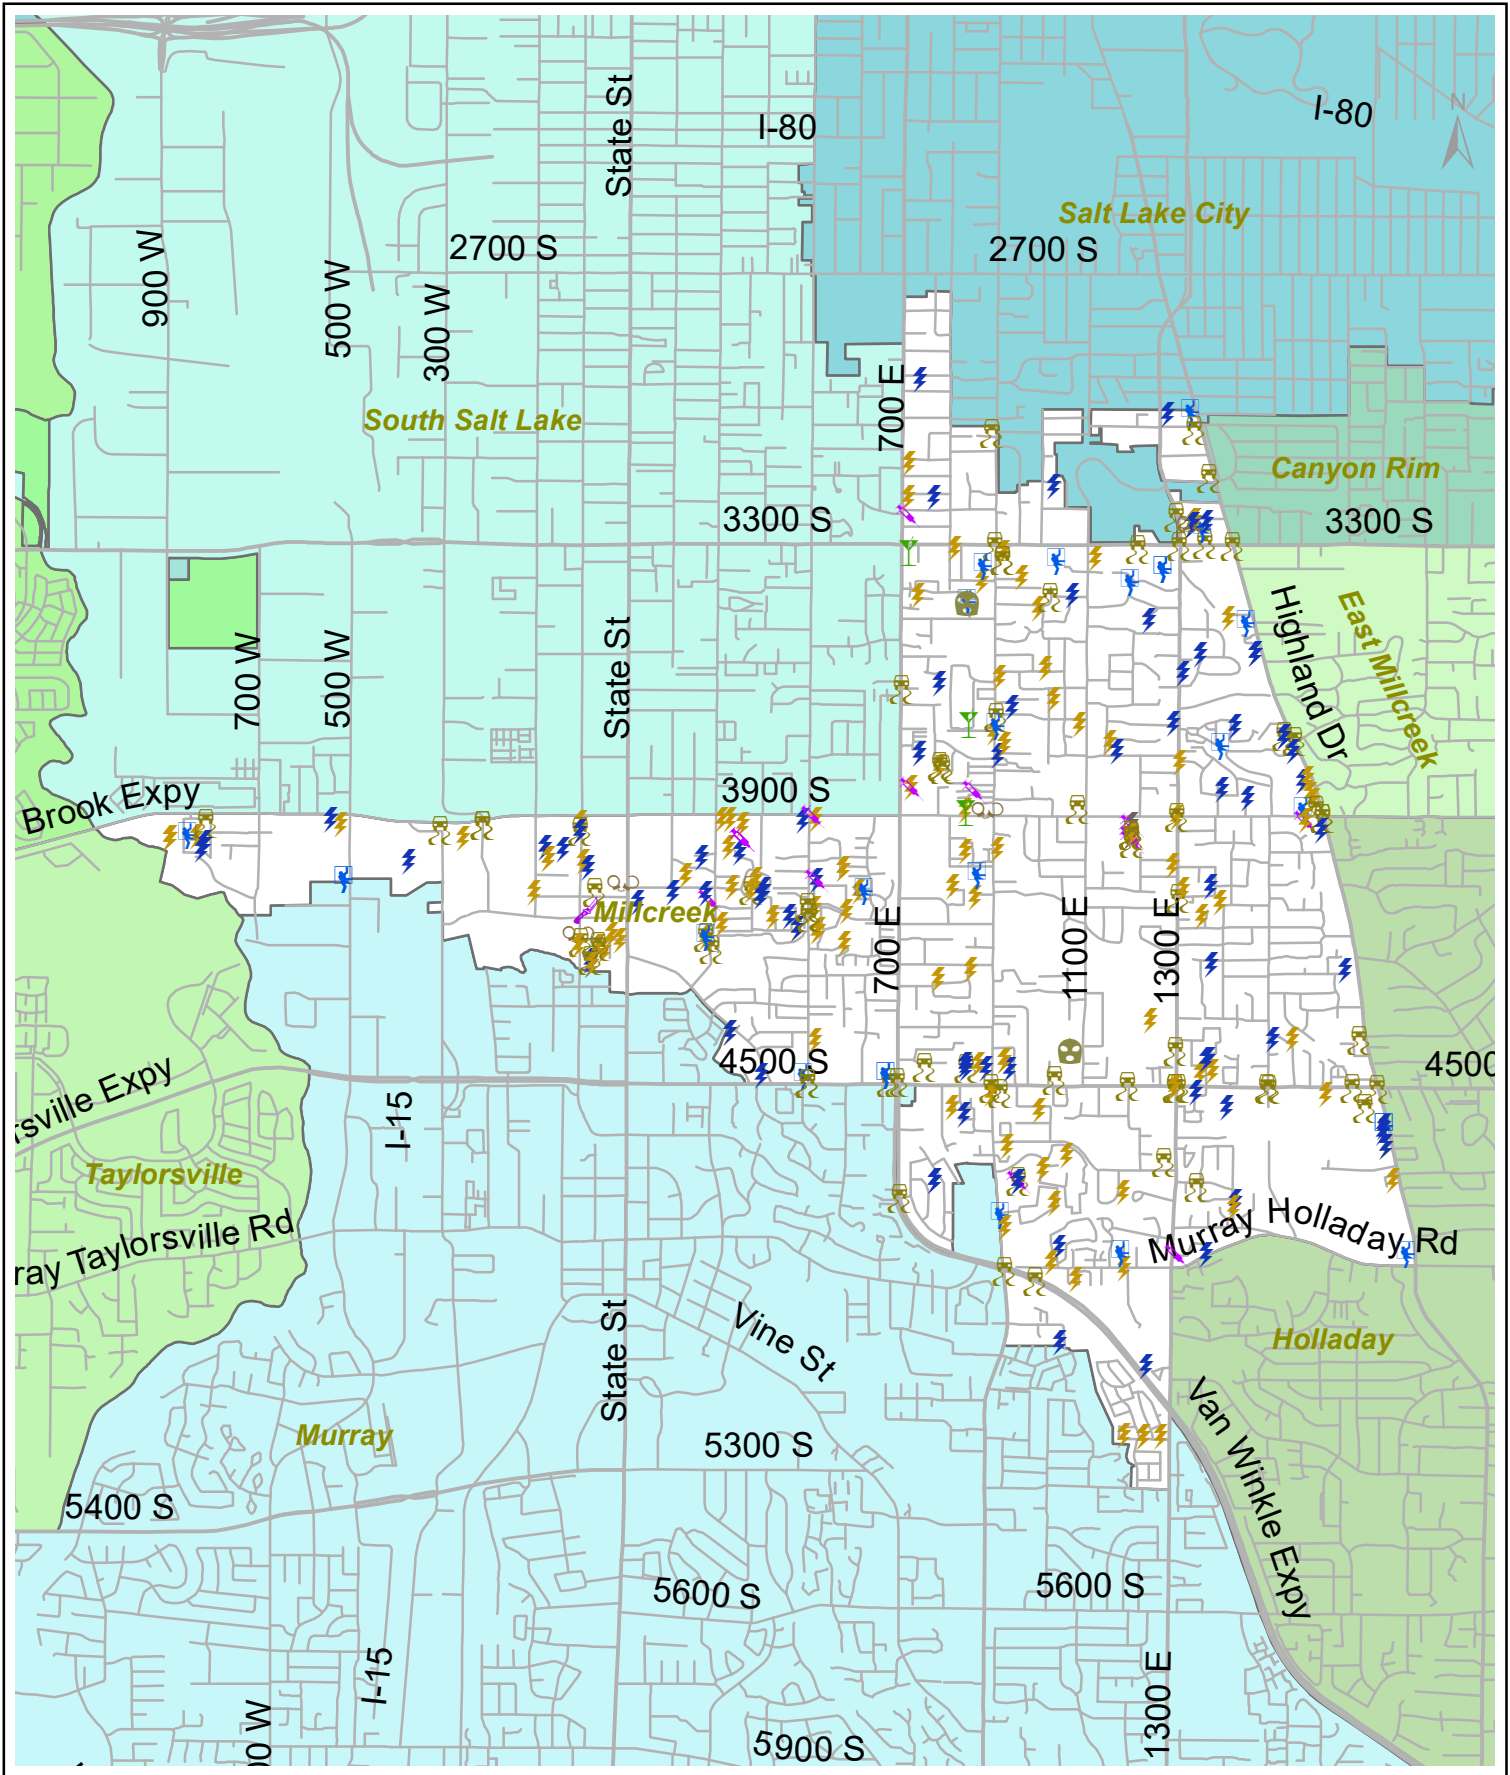 State St
I-80
I-80
N
Salt Lake City
2700 S
2700 S
900 W
500 W
300 W
700 E
South Salt Lake
Canyon Rim
3300 S
3300 S
Highland Dr
East Millcreek
700 W
500 W
State St
Brook Expy
3900 S
Millcreek
700 E
1100 E
1300 E
4500 S
4500
rsville Expy
I-15
Taylorsville
ray Taylorsville Rd
Murray Holladay Rd
State St
Vine St
Holladay
Van Winkle Expy
Murray
5300 S
5400 S
5600 S
5600 S
I-15
1300 E
00 W
5900 S